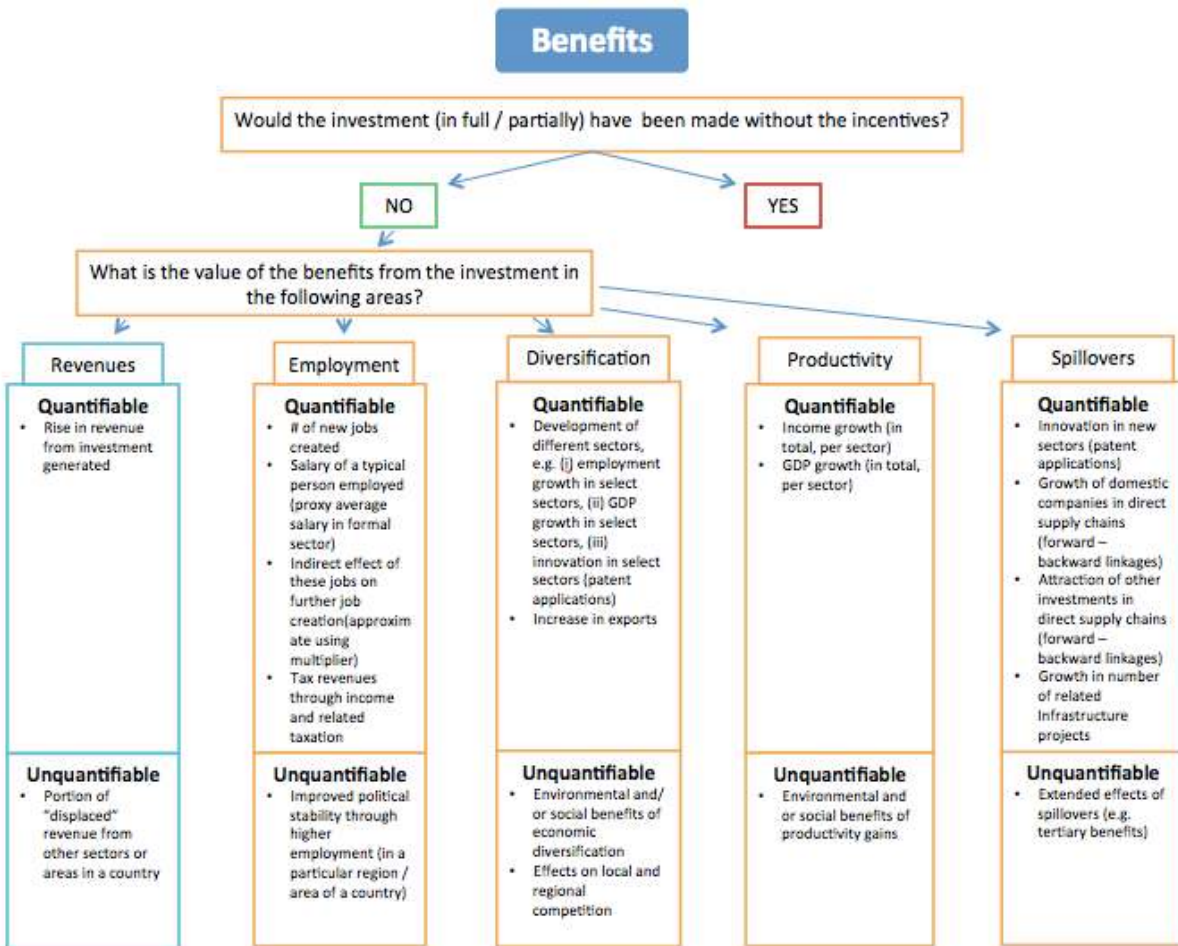 Benefits
Would the investment (in full / partially) have been made without the incentives?
NO
YES
What is the value of the benefits from the investment in
the following areas?
Revenues
Quantifiable
• Rise in revenue
from investment
generated
Unquantifiable
• Portion of
"displaced"
revenue from
other sectors or
areas in a country
Employment
Quantifiable
• # of new jobs
created
• Salary of a typical
person employed
(proxy average
salary in formal
sector)
• Indirect effect of
these jobs on
further job
creation(approxim
ate using
multiplier)
• Tax revenues
through income
and related
taxation
Unquantifiable
• Improved political
stability through
higher
employment (in a
particular region /
area of a country)
Diversification
Quantifiable
• Development of
different sectors,
e.g. (i) employment
growth in select
sectors, (ii) GDP
growth in select
sectors, (iii)
innovation in select
sectors (patent
applications)
• Increase in exports
Unquantifiable
• Environmental and/
or social benefits of
economic
diversification
• Effects on local and
regional
competition
Productivity
Quantifiable
• Income growth (in
total, per sector)
• GDP growth (in total,
per sector)
Unquantifiable
• Environmental and
or social benefits of
productivity gains
Spillovers
Quantifiable
• Innovation in new
sectors (patent
applications)
• Growth of domestic
companies in direct
supply chains
(forward –
backward linkages)
• Attraction of other
investments in
direct supply chains
(forward –
backward linkages)
• Growth in number
of related
Infrastructure
projects
Unquantifiable
• Extended effects of
spillovers (e.g.
tertiary benefits)